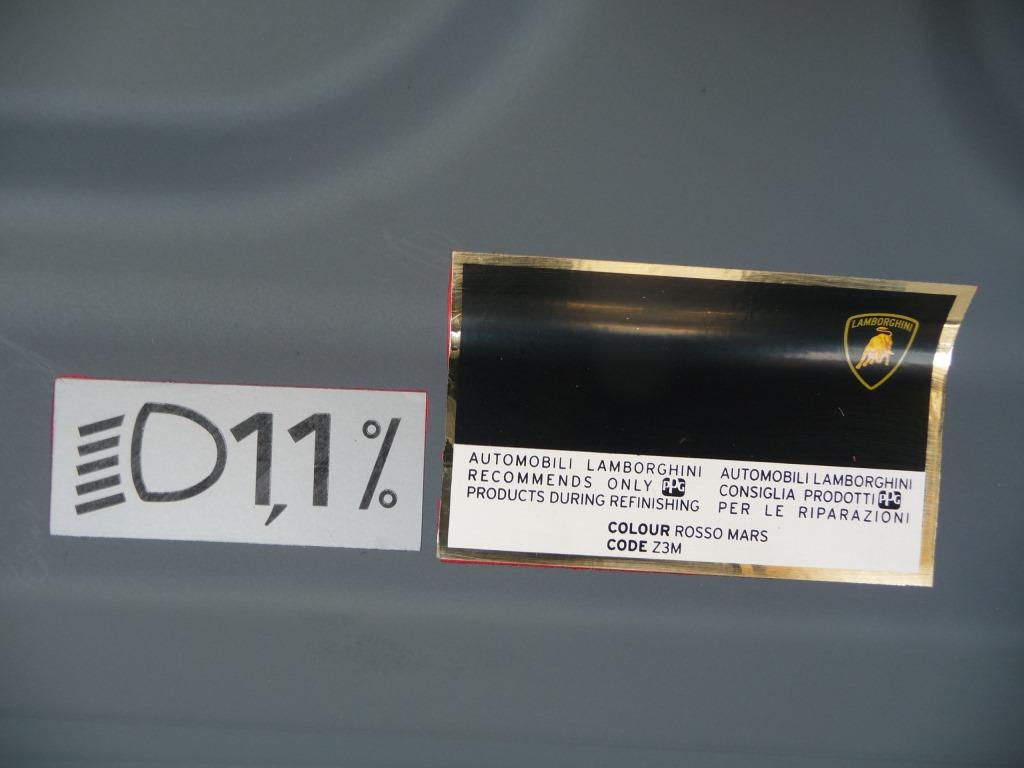 1,1 %
LAMBORGHINI
AUTOMOBILI LAMBORGHINI
RECOMMENDS ONLY PPG
PRODUCTS DURING REFINISHING
AUTOMOBILI LAMBORGHINI
CONSIGLIA PRODOTTI PPG
PER LE RIPARAZIONI
COLOUR ROSSO MARS
CODE Z3M